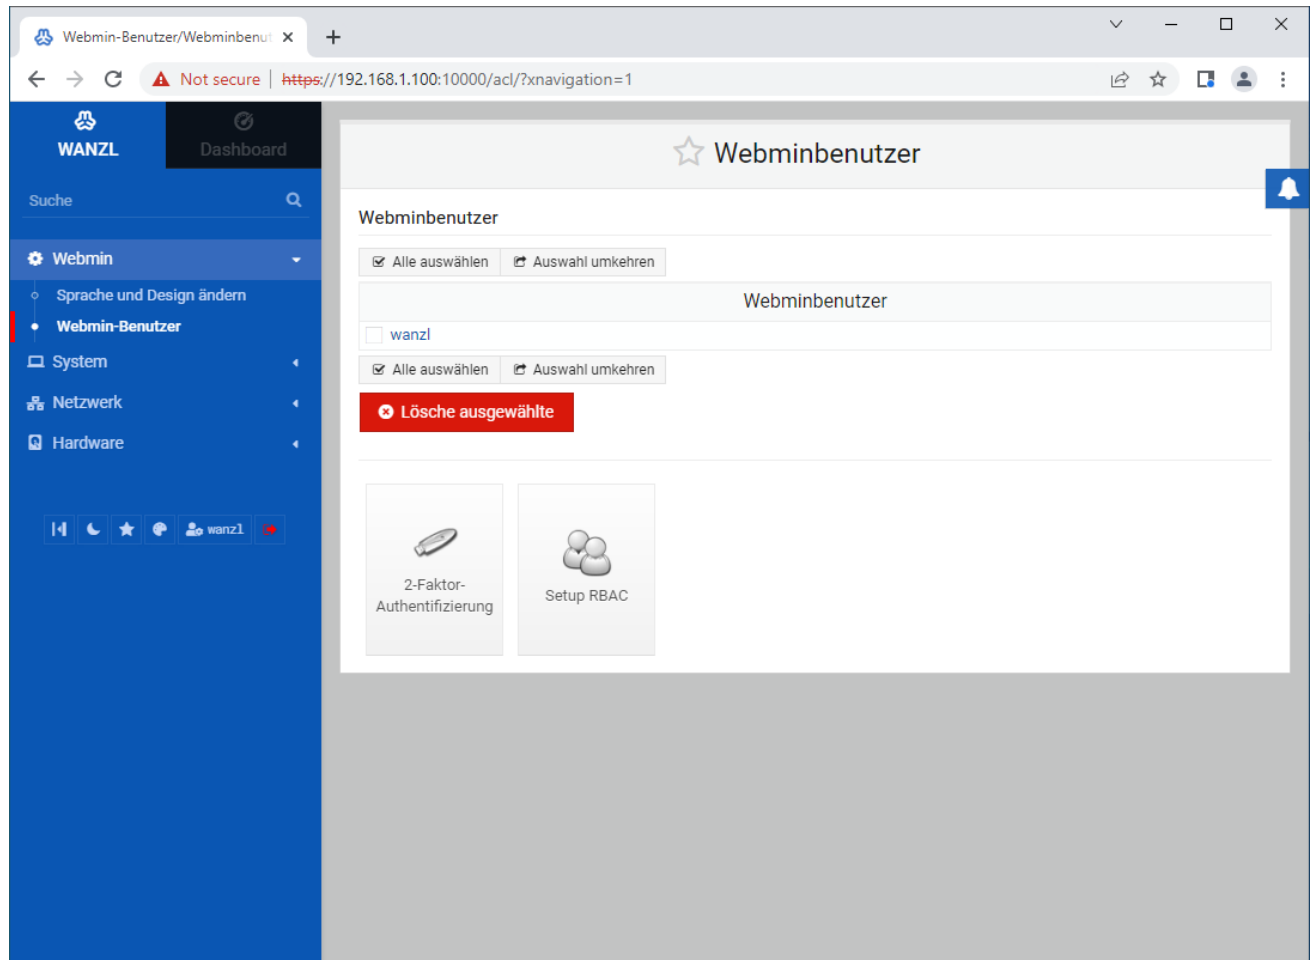 Webmin-Benutzer/Webminbenut
Not secure | https://192.168.1.100:10000/acl/?xnavigation=1
WANZL
Dashboard
Suche
Webmin
Sprache und Design ändern
Webmin-Benutzer
System
Netzwerk
Hardware
wanzl
Webminbenutzer
Webminbenutzer
Alle auswählen
Auswahl umkehren
Webminbenutzer
wanzl
Alle auswählen
Auswahl umkehren
Lösche ausgewählte
2-Faktor-
Authentifizierung
Setup RBAC